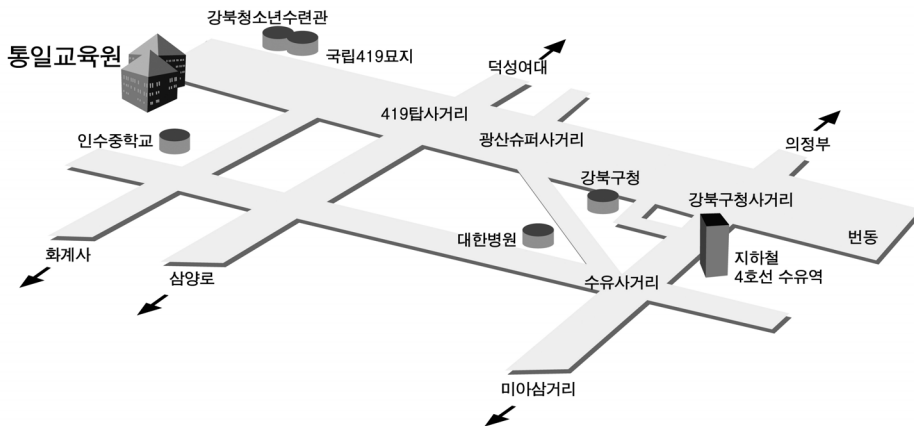 강북청소년수련관
통일교육원
국립419묘지
덕성여대
419탑사거리
광산슈퍼사거리
인수중학교
의정부
강북구청
강북구청사거리
번동
대한병원
화계사
삼양로
수유사거리
지하철
4호선 수유역
미아삼거리